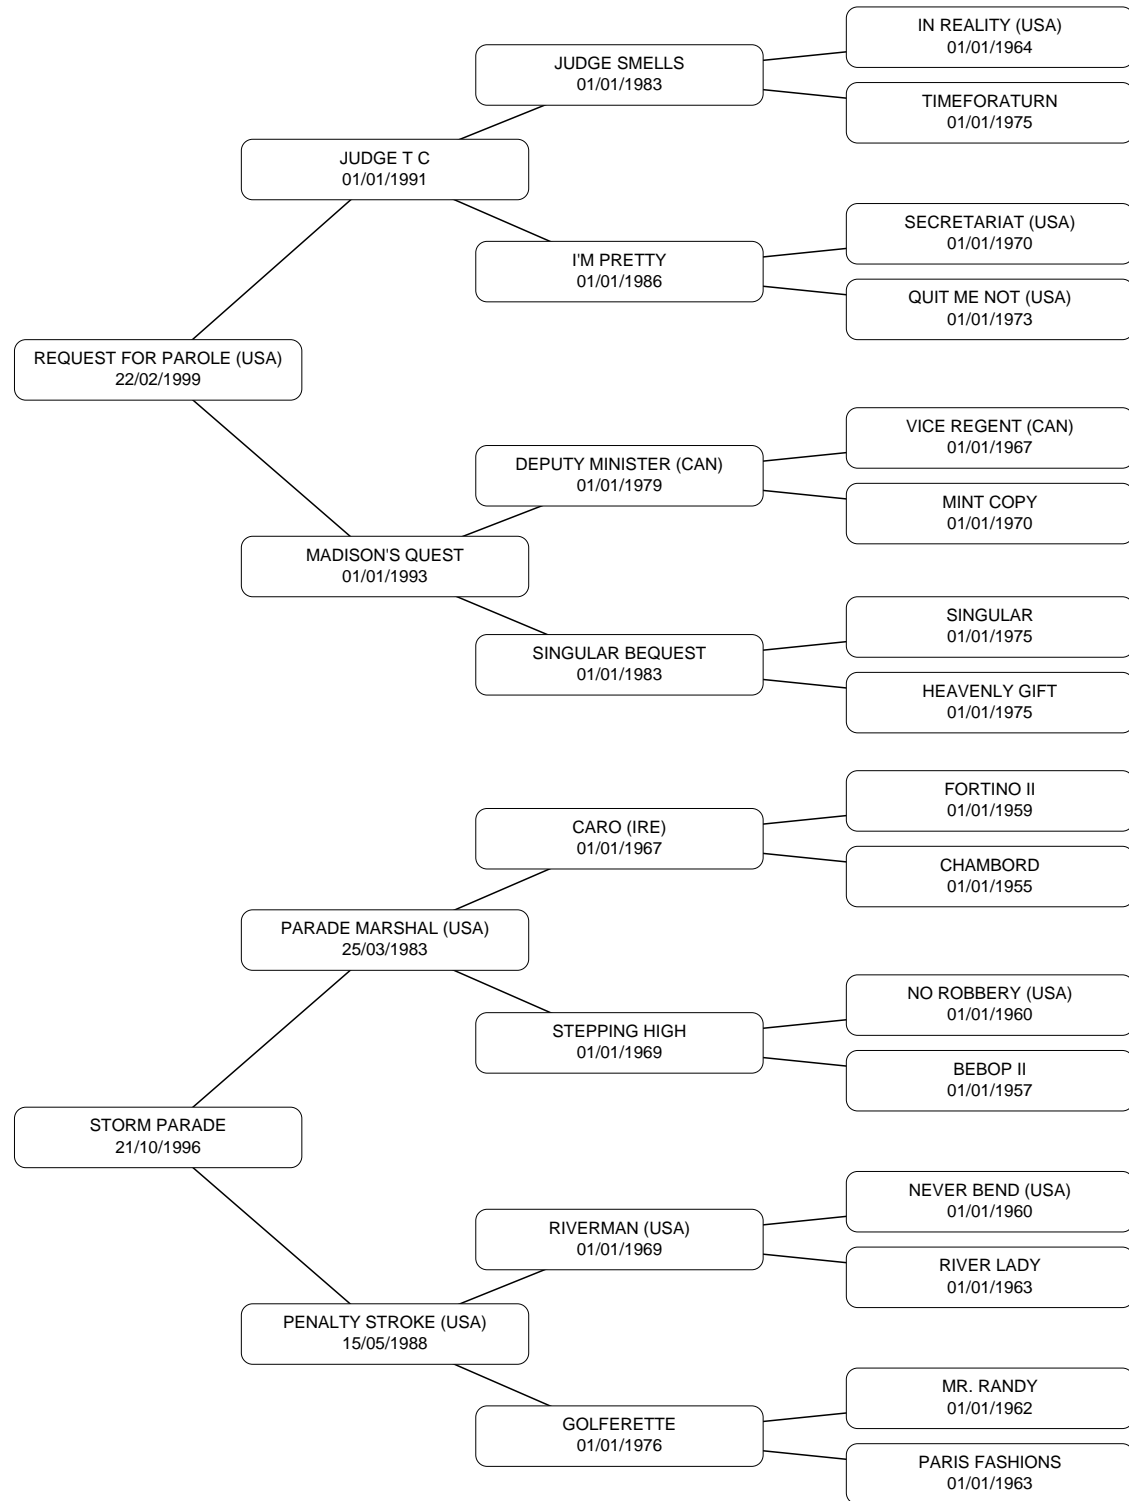 IN REALITY (USA)
01/01/1964
JUDGE SMELLS
01/01/1983
TIMEFORATURN
01/01/1975
JUDGE T C
01/01/1991
SECRETARIAT (USA)
01/01/1970
I'M PRETTY
01/01/1986
QUIT ME NOT (USA)
01/01/1973
REQUEST FOR PAROLE (USA)
22/02/1999
VICE REGENT (CAN)
01/01/1967
DEPUTY MINISTER (CAN)
01/01/1979
MINT COPY
01/01/1970
MADISON'S QUEST
01/01/1993
SINGULAR
01/01/1975
SINGULAR BEQUEST
01/01/1983
HEAVENLY GIFT
01/01/1975
FORTINO II
01/01/1959
CARO (IRE)
01/01/1967
CHAMBORD
01/01/1955
PARADE MARSHAL (USA)
25/03/1983
NO ROBBERY (USA)
01/01/1960
STEPPING HIGH
01/01/1969
BEBOP II
01/01/1957
STORM PARADE
21/10/1996
NEVER BEND (USA)
01/01/1960
RIVERMAN (USA)
01/01/1969
RIVER LADY
01/01/1963
PENALTY STROKE (USA)
15/05/1988
MR. RANDY
01/01/1962
GOLFERETTE
01/01/1976
PARIS FASHIONS
01/01/1963